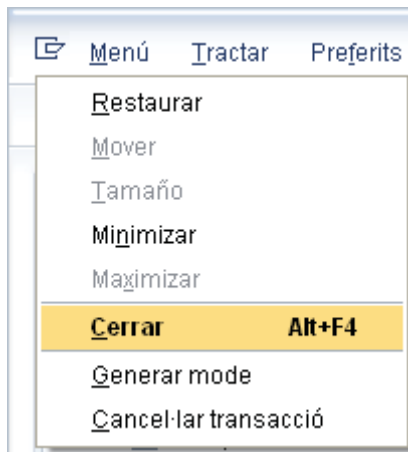 Menú Tractar Preferits
Restaurar
Mover
Tamaño
Minimizar
Maximizar
Cerrar Alt+F4
Generar mode
Cancel·lar transacció